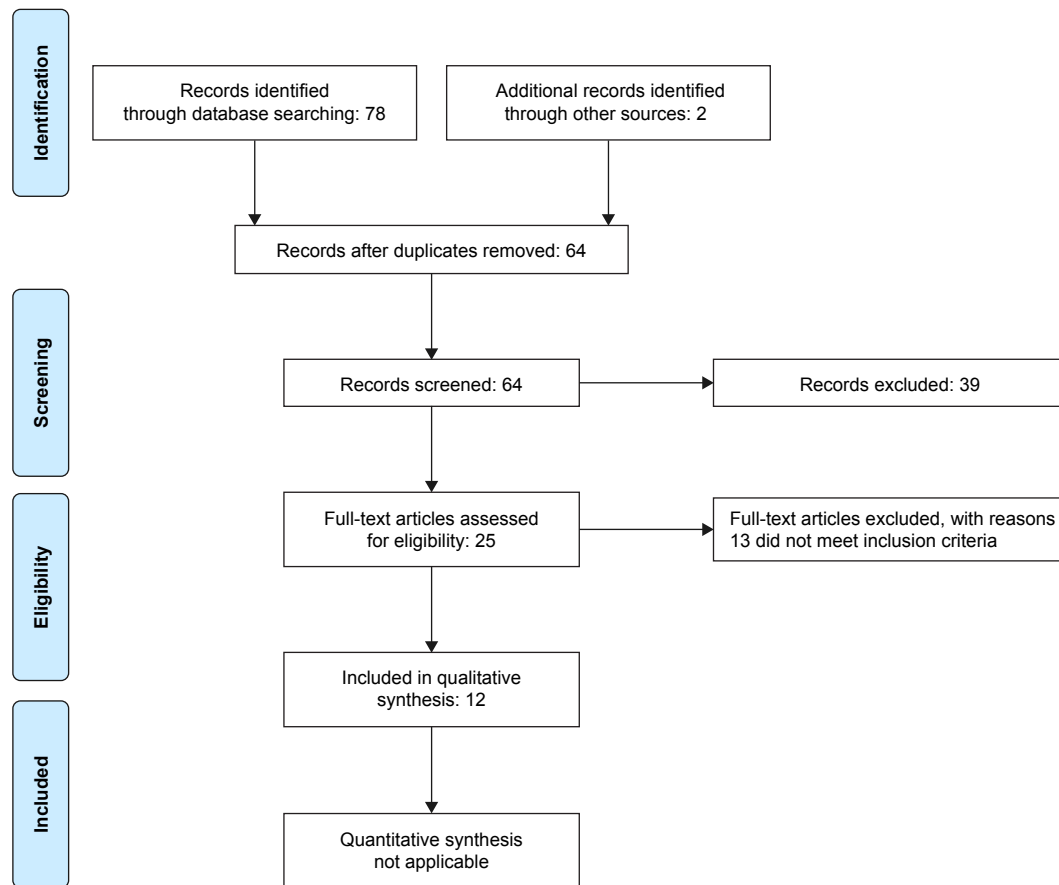 Identification
Records identified
through database searching: 78
Additional records identified
through other sources: 2
Records after duplicates removed: 64
Screening
Records screened: 64
Records excluded: 39
Eligibility
Full-text articles assessed
for eligibility: 25
Full-text articles excluded, with reasons
13 did not meet inclusion criteria
Included in qualitative
synthesis: 12
Included
Quantitative synthesis
not applicable